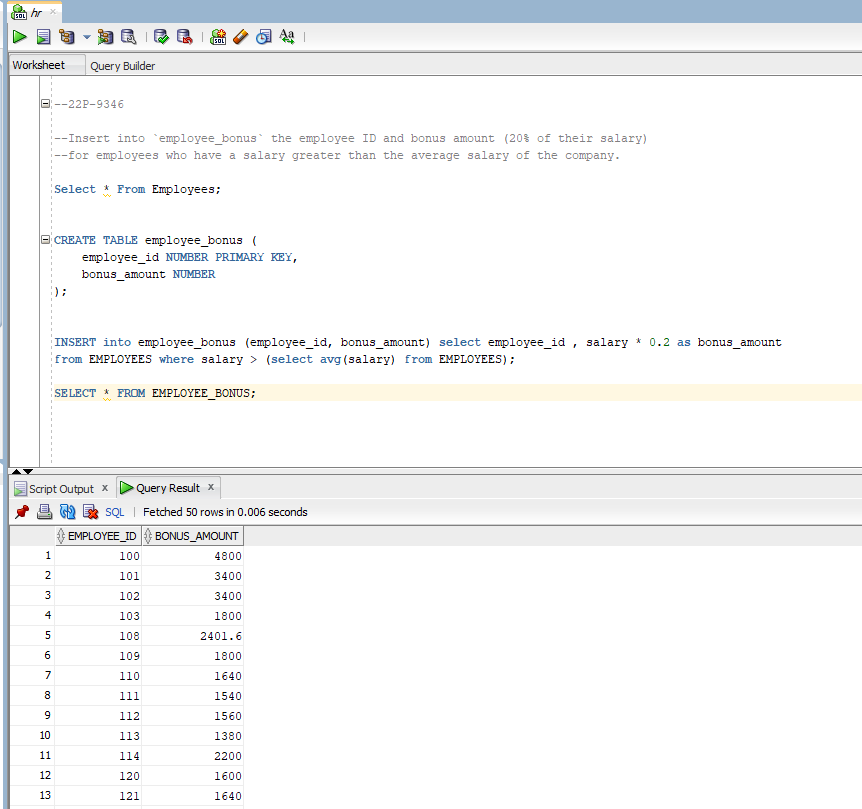 hr
Worksheet Query Builder
--22P-9346
--Insert into `employee_bonus` the employee ID and bonus amount (20% of their salary)
--for employees who have a salary greater than the average salary of the company.
Select * From Employees;
CREATE TABLE employee_bonus (
employee_id NUMBER PRIMARY KEY,
bonus_amount NUMBER
);
INSERT into employee_bonus (employee_id, bonus_amount) select employee_id , salary * 0.2 as bonus_amount
from EMPLOYEES where salary > (select avg(salary) from EMPLOYEES);
SELECT * FROM EMPLOYEE_BONUS;
Script Output x Query Result x
SQL | Fetched 50 rows in 0.006 seconds
EMPLOYEE_ID BONUS_AMOUNT
1 100 4800
2 101 3400
3 102 3400
4 103 1800
5 108 2401.6
6 109 1800
7 110 1640
8 111 1540
9 112 1560
10 113 1380
11 114 2200
12 120 1600
13 121 1640